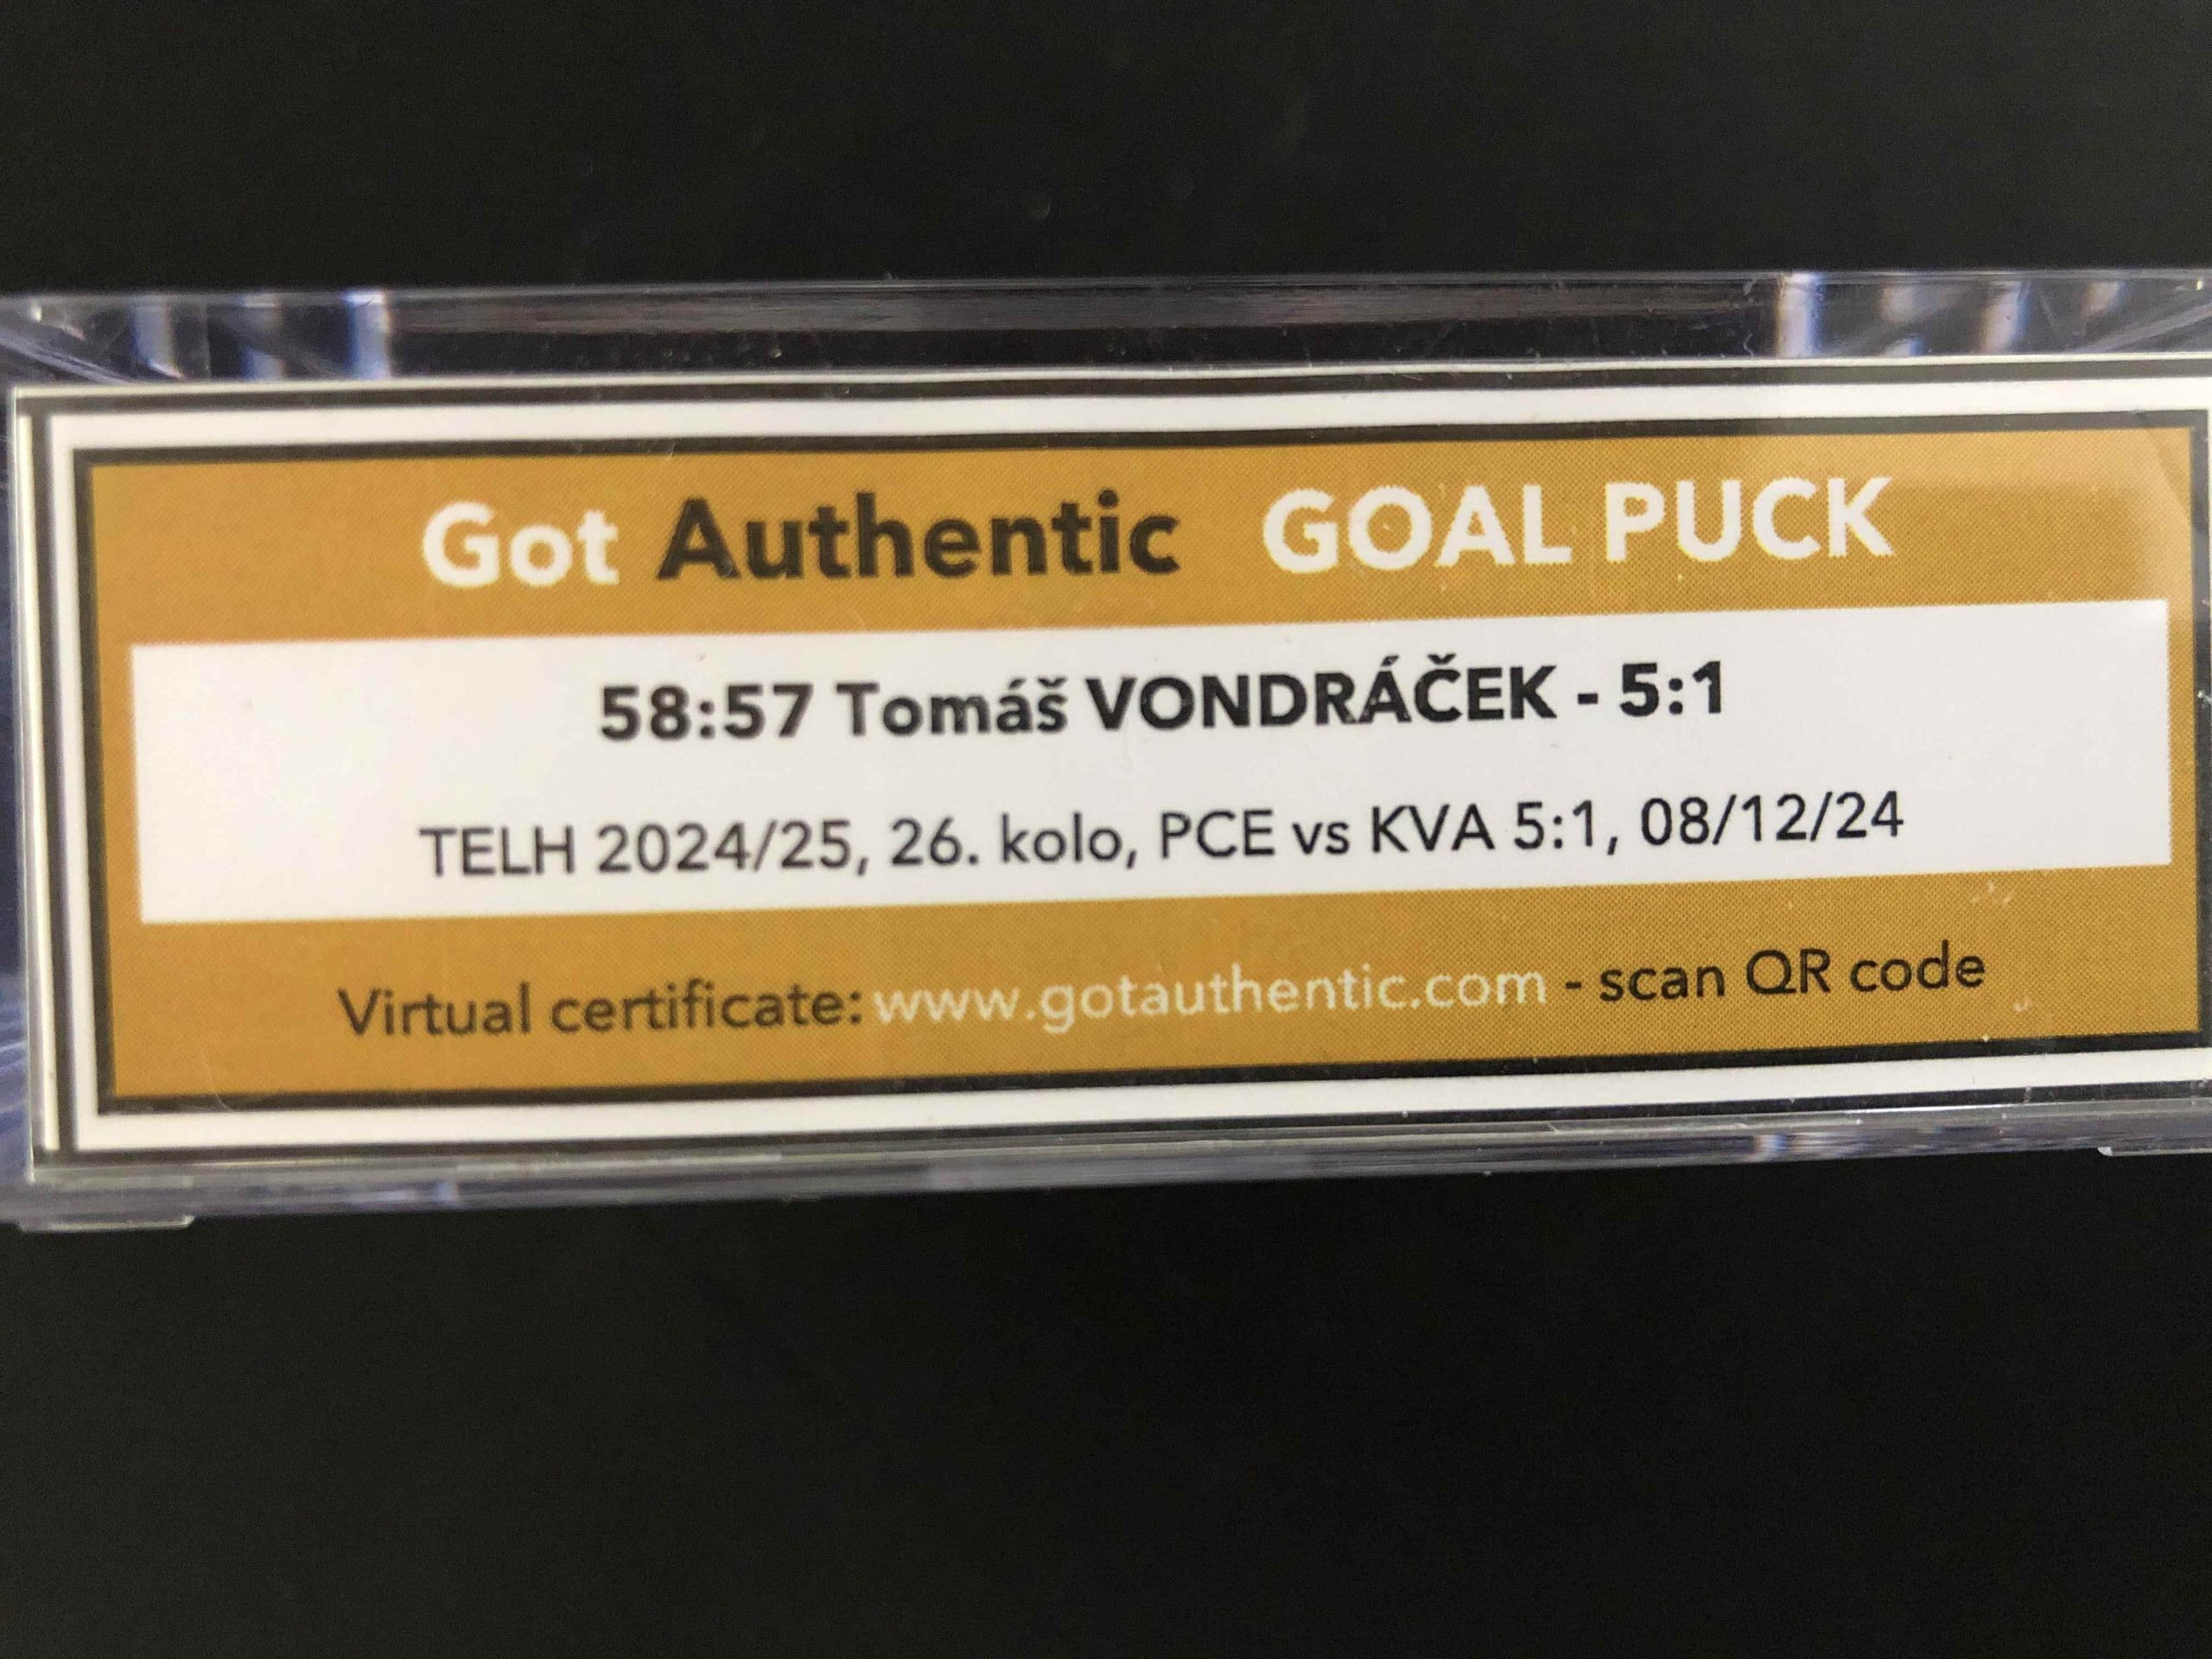 Got Authentic GOAL PUCK
58:57 Tomáš VONDRÁČEK - 5:1
TELH 2024/25, 26. kolo, PCE vs KVA 5:1, 08/12/24
Virtual certificate: www.gotauthentic.com - scan QR code